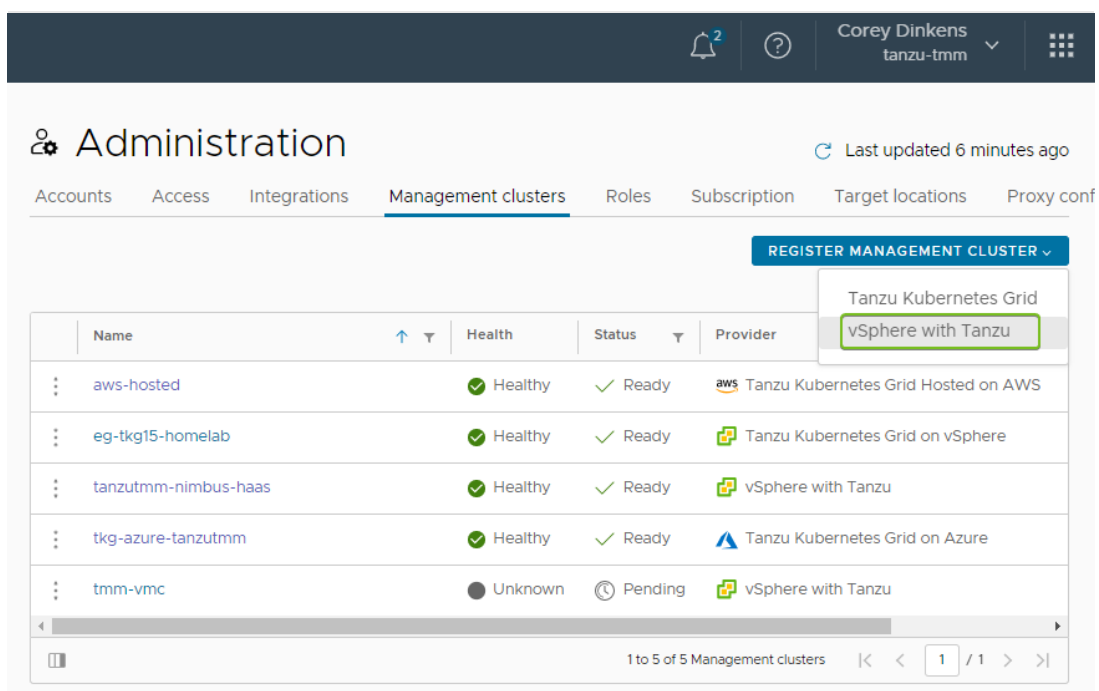 2
Corey Dinkens
tanzu-tmm
Administration
Last updated 6 minutes ago
Accounts Access Integrations Management clusters Roles Subscription Target locations Proxy conf
REGISTER MANAGEMENT CLUSTER
Tanzu Kubernetes Grid
vSphere with Tanzu
Name Health Status Provider
aws-hosted Healthy Ready aws Tanzu Kubernetes Grid Hosted on AWS
eg-tkg15-homelab Healthy Ready Tanzu Kubernetes Grid on vSphere
tanzutmm-nimbus-haas Healthy Ready vSphere with Tanzu
tkg-azure-tanzutmm Healthy Ready Tanzu Kubernetes Grid on Azure
tmm-vmc Unknown Pending vSphere with Tanzu
1 to 5 of 5 Management clusters 1 / 1